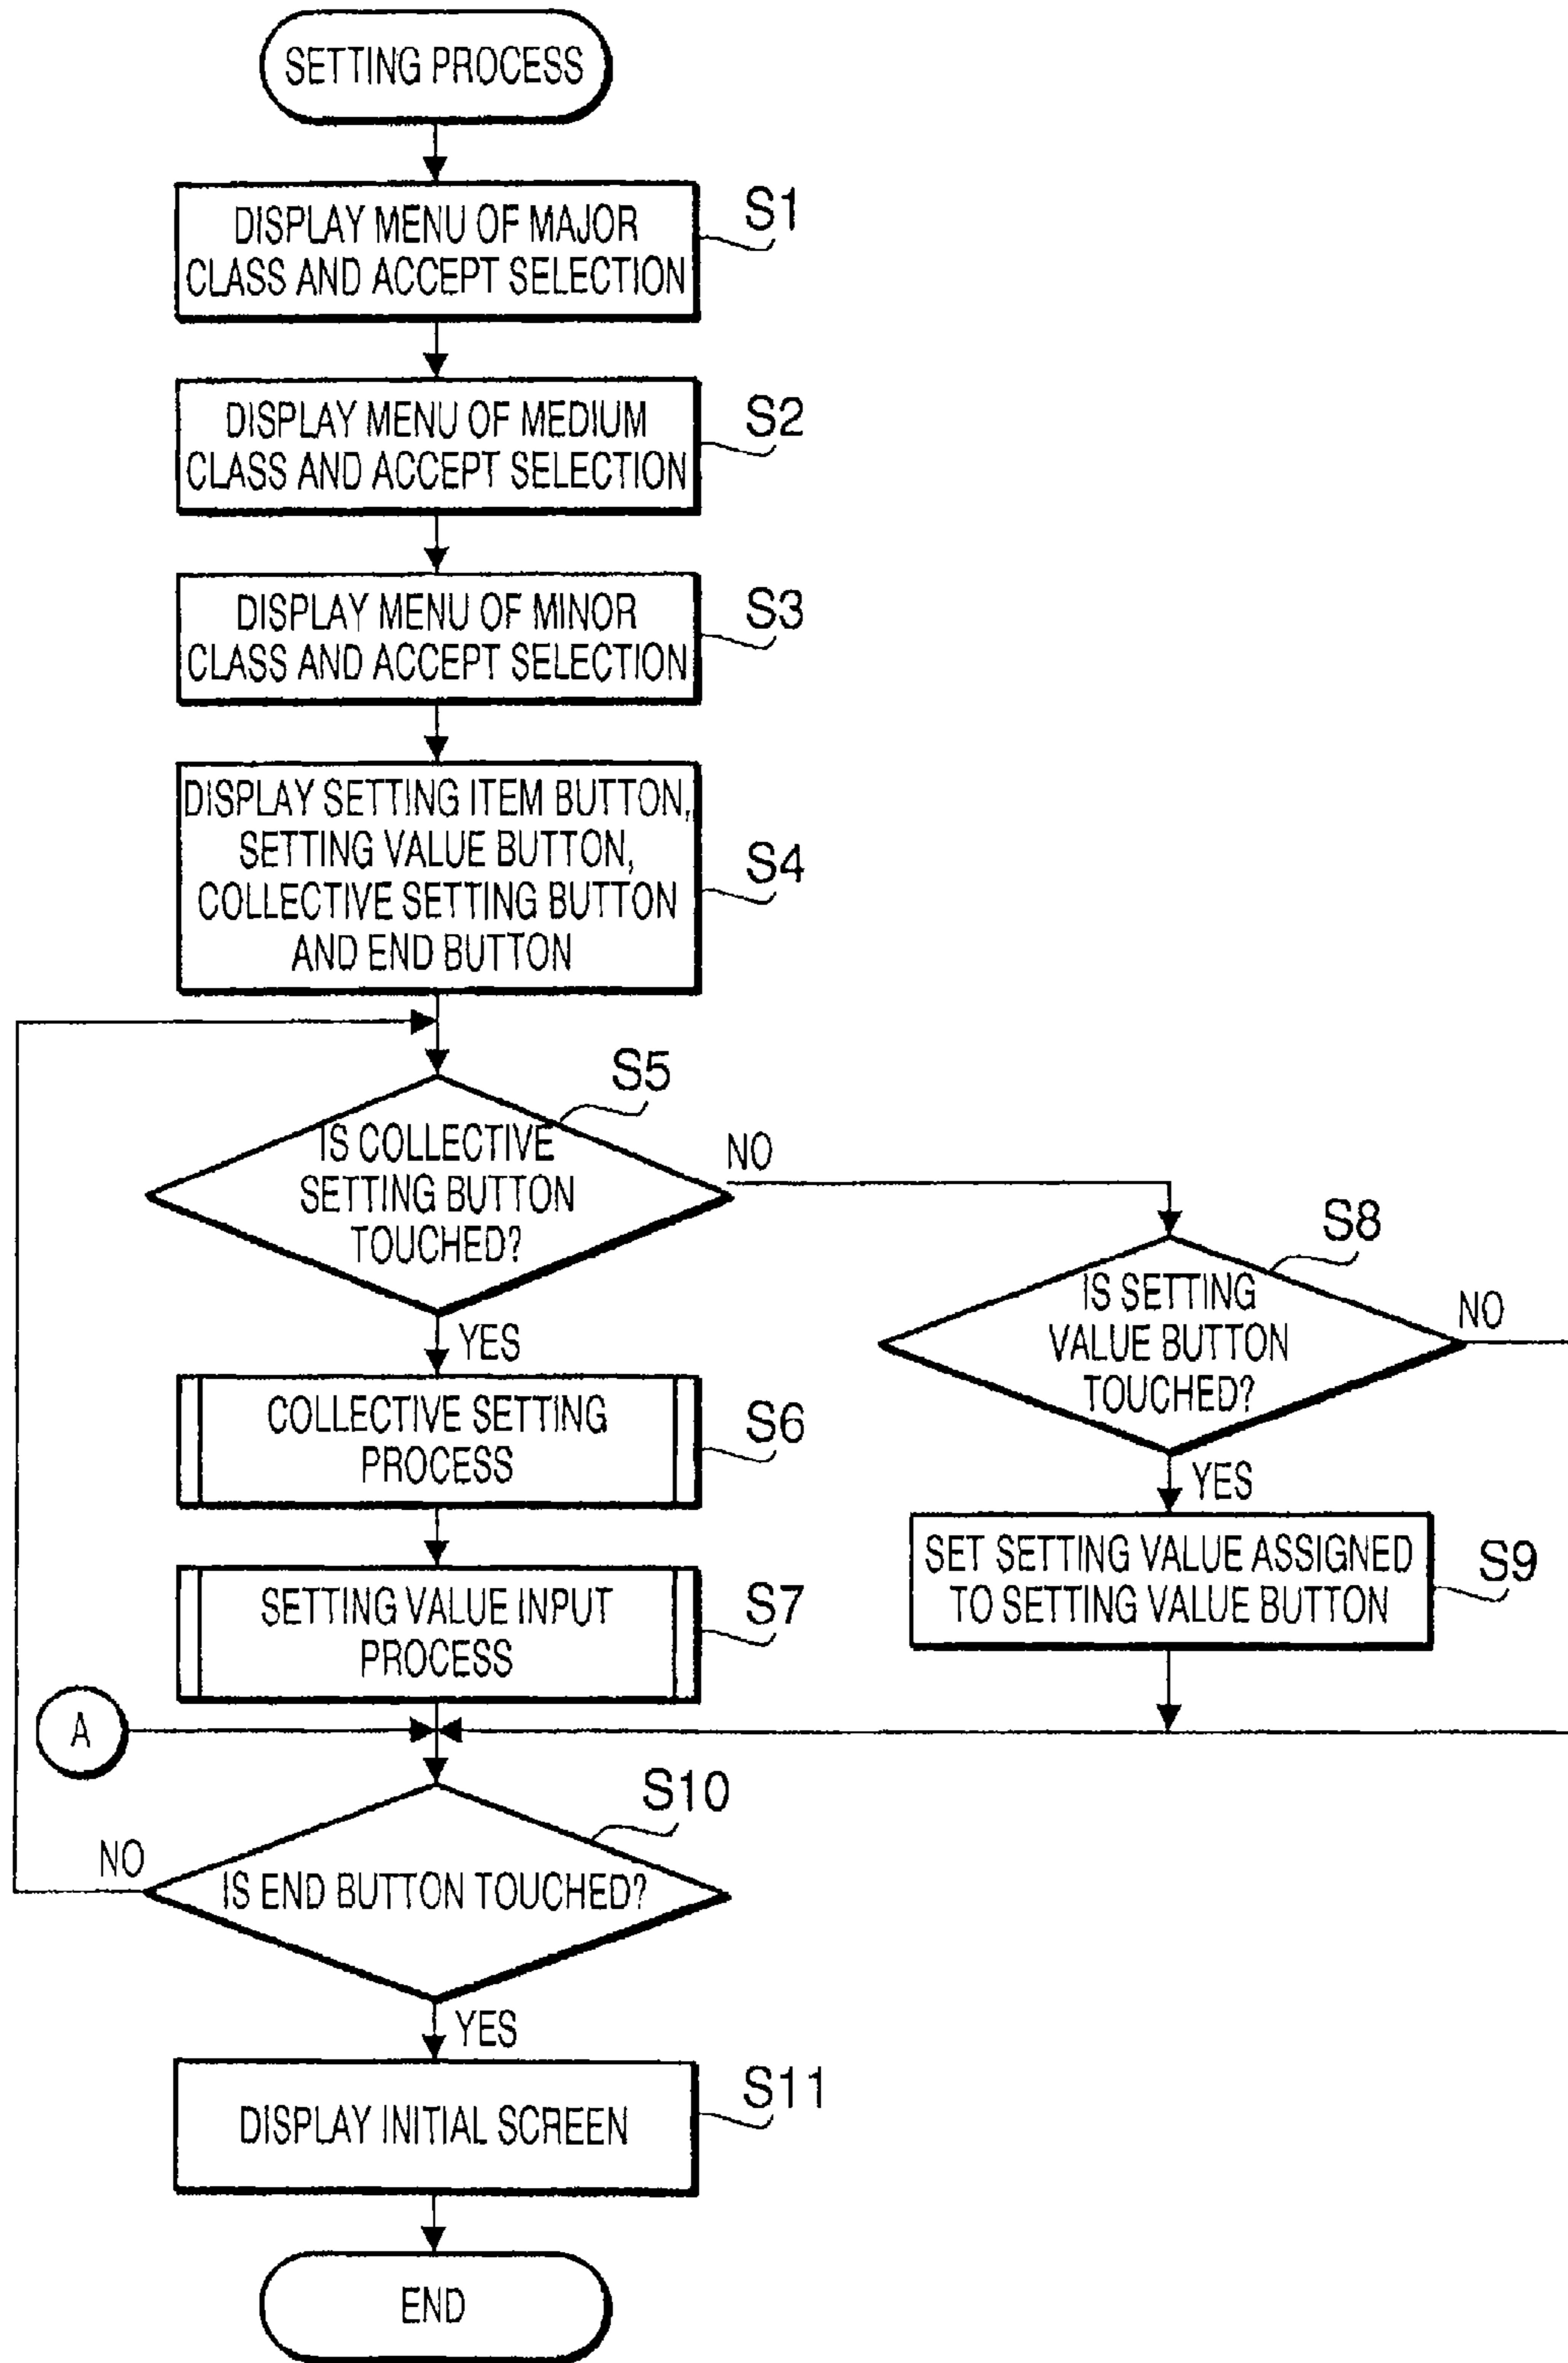 SETTING PROCESS
DISPLAY MENU OF MAJOR
CLASS AND ACCEPT SELECTION
S1
DISPLAY MENU OF MEDIUM
CLASS AND ACCEPT SELECTION
S2
DISPLAY MENU OF MINOR
CLASS AND ACCEPT SELECTION
S3
DISPLAY SETTING ITEM BUTTON,
SETTING VALUE BUTTON,
COLLECTIVE SETTING BUTTON
AND END BUTTON
S4
S5
IS COLLECTIVE
SETTING BUTTON
TOUCHED?
NO
YES
S8
IS SETTING
VALUE BUTTON
TOUCHED?
NO
YES
COLLECTIVE SETTING
PROCESS
S6
SET SETTING VALUE ASSIGNED
TO SETTING VALUE BUTTON
S9
SETTING VALUE INPUT
PROCESS
S7
A
S10
IS END BUTTON TOUCHED?
NO
YES
DISPLAY INITIAL SCREEN
S11
END